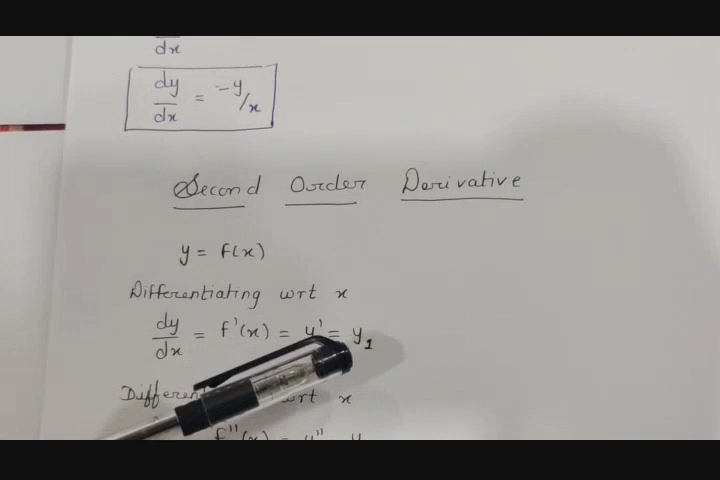 dx
dy/dx = -y/x
Second Order Derivative
y = f(x)
Differentiating wrt x
dy/dx = f'(x) = y' = y₁
wrt x
f''(x) = y''